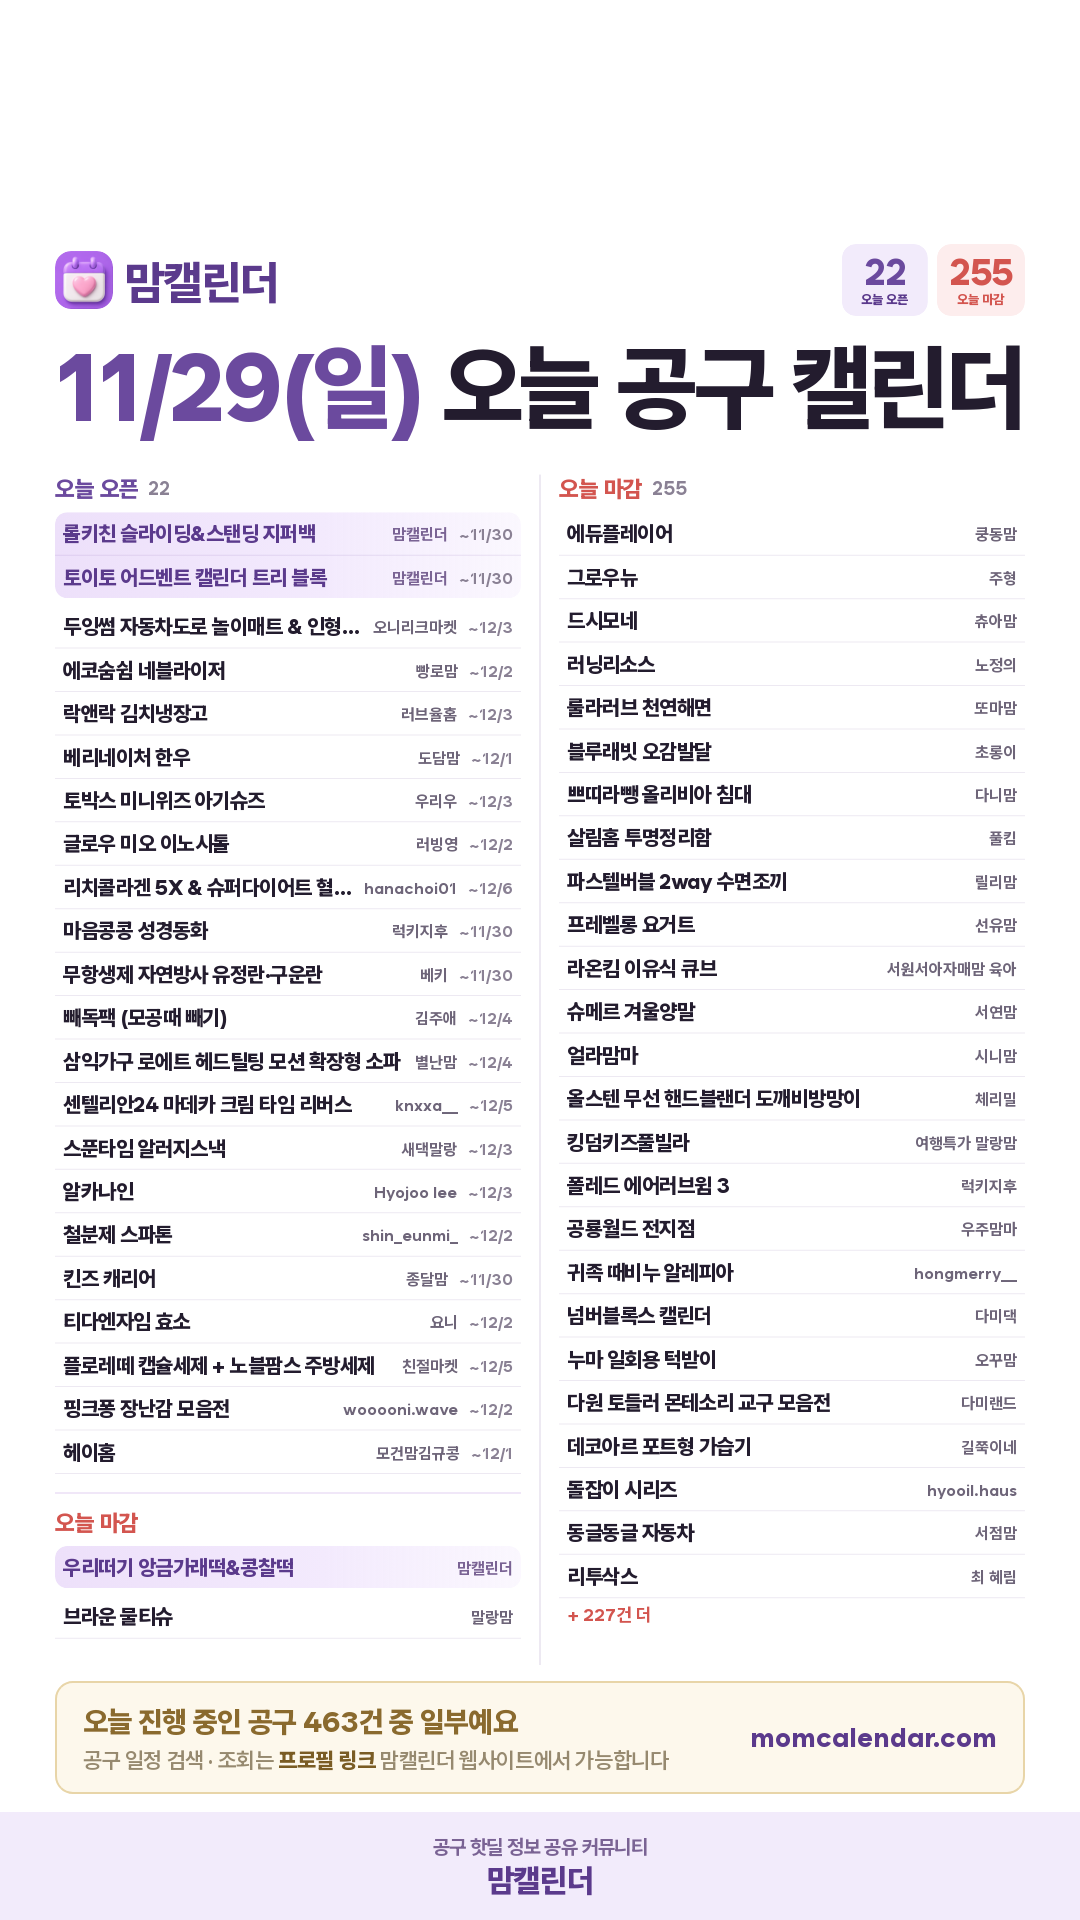 맘캘린더
22
오늘 오픈
255
오늘 마감
11/29(일) 오늘 공구 캘린더
오늘 오픈 22
롤키친 슬라이딩&스탠딩 지퍼백 맘캘린더 ~11/30
토이토 어드벤트 캘린더 트리 블록 맘캘린더 ~11/30
두잉썸 자동차도로 놀이매트 & 인형... 오니리크마켓 ~12/3
에코숨쉼 네블라이저 빵로맘 ~12/2
락앤락 김치냉장고 러브율홈 ~12/3
베리네이처 한우 도담맘 ~12/1
토박스 미니위즈 아기슈즈 우리우 ~12/3
글로우 미오 이노시톨 러빙영 ~12/2
리치콜라겐 5X & 슈퍼다이어트 혈... hanachoi01 ~12/6
마음콩콩 성경동화 럭키지후 ~11/30
무항생제 자연방사 유정란·구운란 베키 ~11/30
빼독팩 (모공때 빼기) 김주애 ~12/4
삼익가구 로에트 헤드틸팅 모션 확장형 소파 별난맘 ~12/4
센텔리안24 마데카 크림 타임 리버스 knxxa__ ~12/5
스푼타임 알러지스낵 새댁말랑 ~12/3
알카나인 Hyojoo lee ~12/3
철분제 스파톤 shin_eunmi_ ~12/2
킨즈 캐리어 종달맘 ~11/30
티다엔자임 효소 요니 ~12/2
플로레떼 캡슐세제 + 노블팜스 주방세제 친절마켓 ~12/5
핑크퐁 장난감 모음전 wooooni.wave ~12/2
헤이홈 모건맘김규콩 ~12/1
오늘 마감
우리떠기 앙금가래떡&콩찰떡 맘캘린더
브라운 물티슈 말랑맘
오늘 마감 255
에듀플레이어 쿵동맘
그로우뉴 주형
드시모네 츄아맘
러닝리소스 노정의
룰라러브 천연해면 또마맘
블루래빗 오감발달 초롱이
쁘띠라뺑 올리비아 침대 다니맘
살림홈 투명정리함 풀킴
파스텔버블 2way 수면조끼 릴리맘
프레벨롱 요거트 선유맘
라온킴 이유식 큐브 서원서아자매맘 육아
슈메르 겨울양말 서연맘
얼라맘마 시니맘
올스텐 무선 핸드블랜더 도깨비방망이 체리밀
킹덤키즈풀빌라 여행특가 말랑맘
폴레드 에어러브윔 3 럭키지후
공룡월드 전지점 우주맘마
귀족 때비누 알레피아 hongmerry__
넘버블록스 캘린더 다미댁
누마 일회용 턱받이 오꾸맘
다원 토들러 몬테소리 교구 모음전 다미랜드
데코아르 포트형 가습기 길쭉이네
돌잡이 시리즈 hyooil.haus
동글동글 자동차 서점맘
리투삭스 최 혜림
+ 227건 더
오늘 진행 중인 공구 463건 중 일부예요
공구 일정 검색 · 조회는 프로필 링크 맘캘린더 웹사이트에서 가능합니다
momcalendar.com
공구 핫딜 정보 공유 커뮤니티
맘캘린더